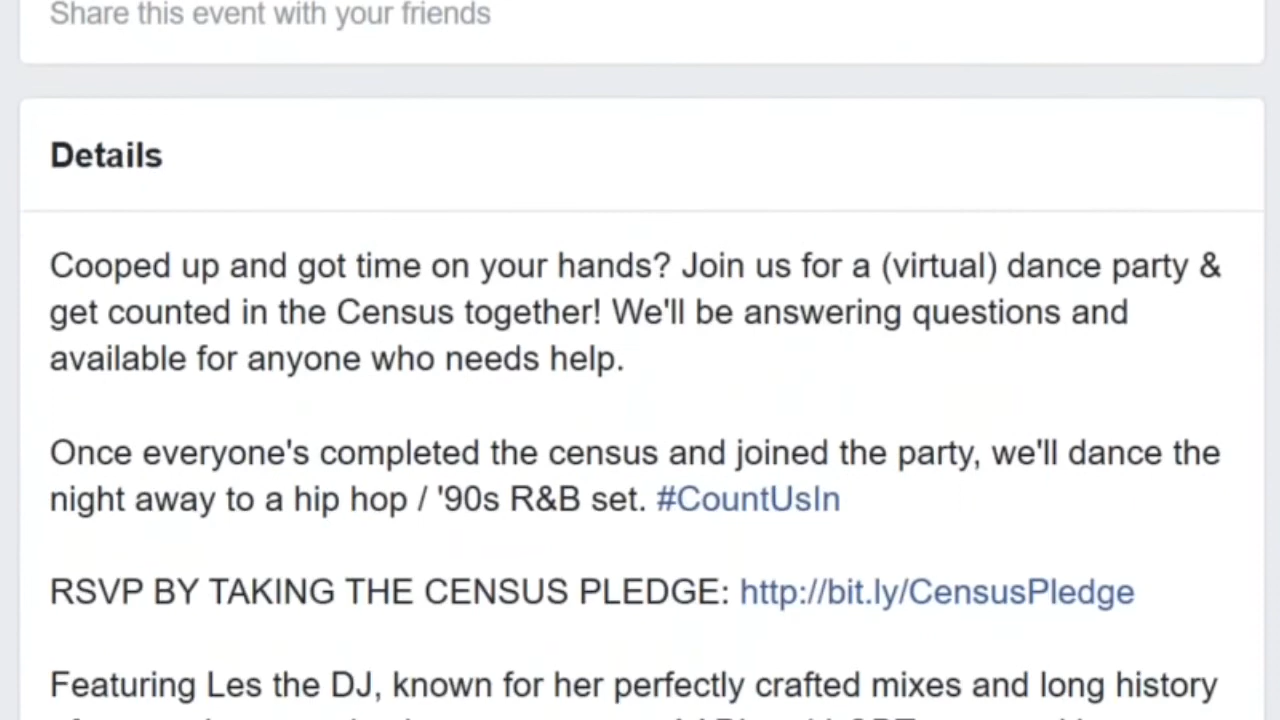 Share this event with your friends
Details
Cooped up and got time on your hands? Join us for a (virtual) dance party &
get counted in the Census together! We'll be answering questions and
available for anyone who needs help.
Once everyone's completed the census and joined the party, we'll dance the
night away to a hip hop / '90s R&B set. #CountUsIn
RSVP BY TAKING THE CENSUS PLEDGE: http://bit.ly/CensusPledge
Featuring Les the DJ, known for her perfectly crafted mixes and long history